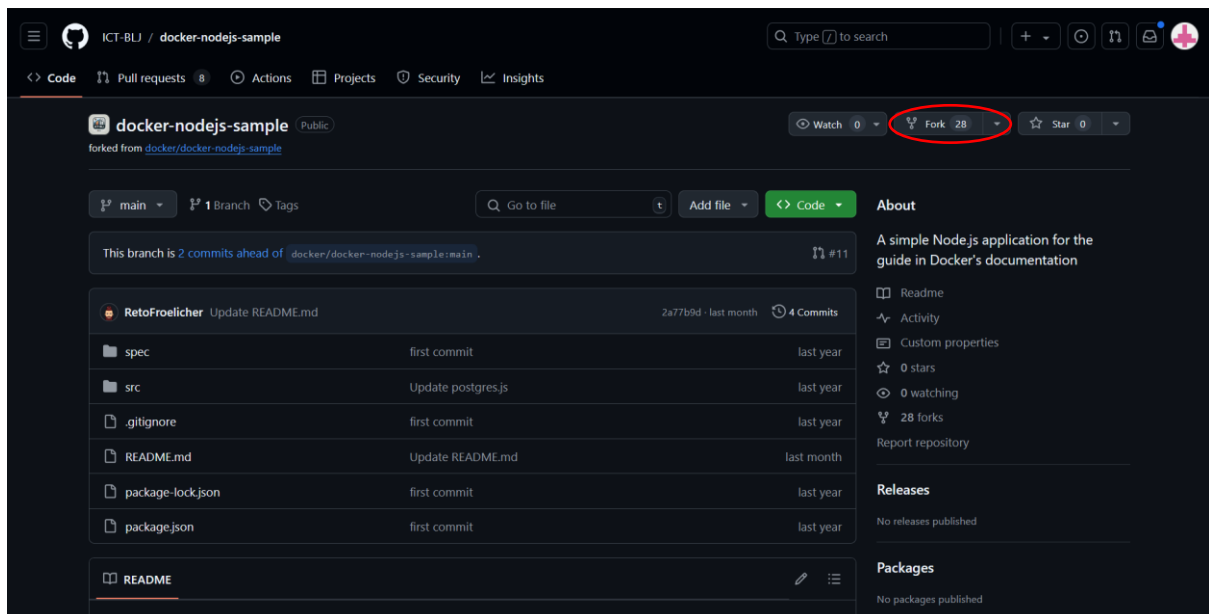 ICT-BLJ / docker-nodejs-sample
Type / to search
Code Pull requests 8 Actions Projects Security Insights
docker-nodejs-sample Public
Watch 0 Fork 28 Star 0
forked from docker/docker-nodejs-sample
main 1 Branch Tags Go to file t Add file Code
About
This branch is 2 commits ahead of docker/docker-nodejs-sample:main . #11
A simple Node.js application for the
guide in Docker's documentation
RetoFroelicher Update README.md 2a77b9d · last month 4 Commits
spec first commit last year
src Update postgres.js last year
.gitignore first commit last year
README.md Update README.md last month
package-lock.json first commit last year
package.json first commit last year
Readme
Activity
Custom properties
0 stars
0 watching
28 forks
Report repository
Releases
No releases published
README
Packages
No packages published